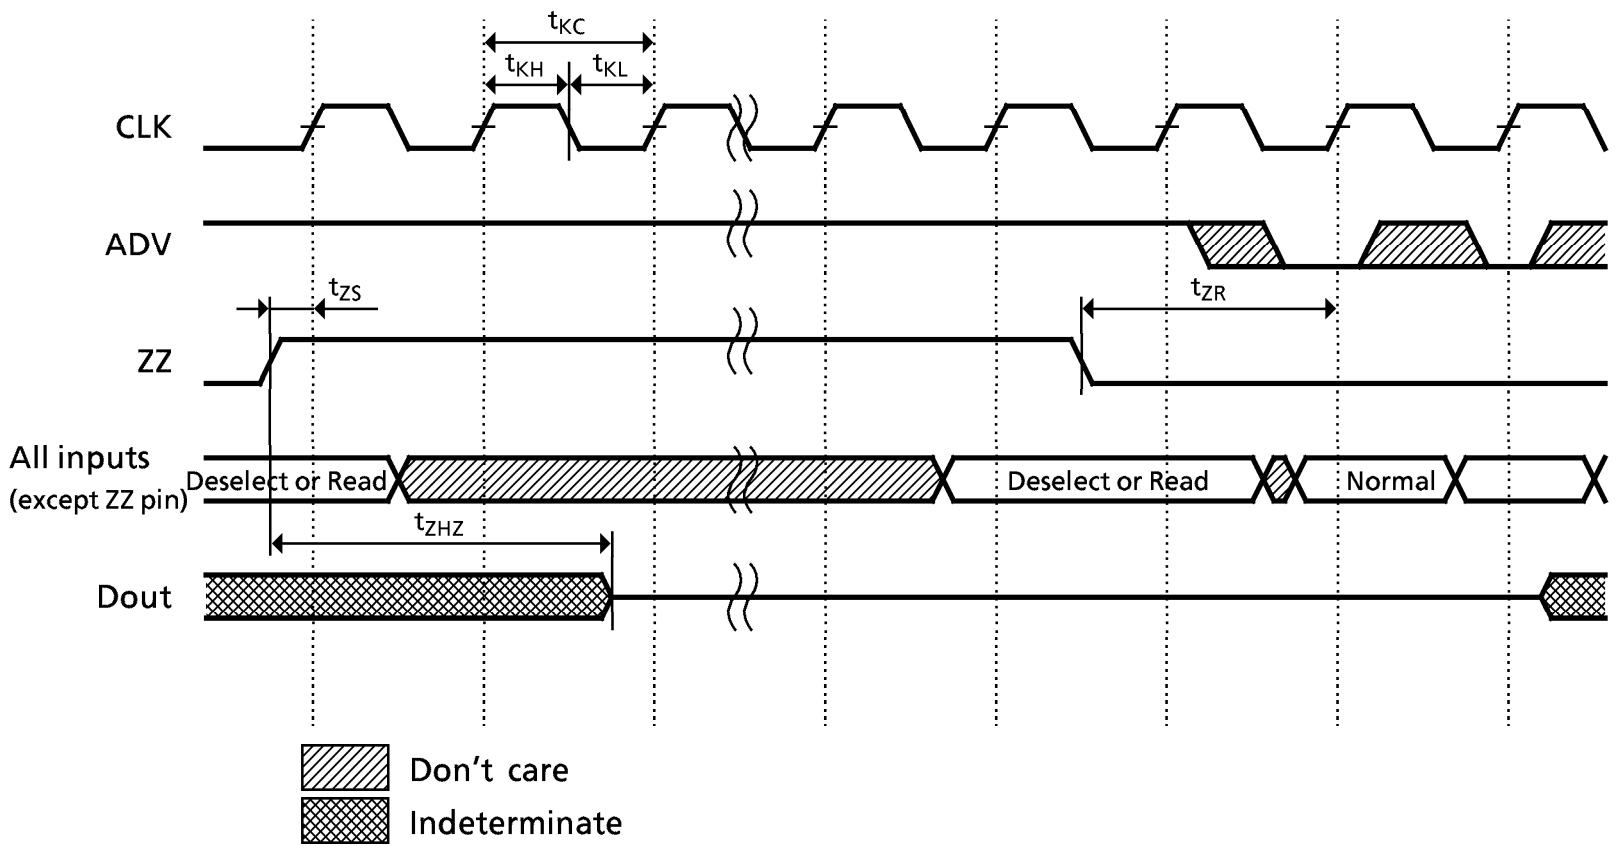 tKC
tKH tKL
CLK
ADV
tZS tZR
ZZ
All inputs
(except ZZ pin)
Deselect or Read Deselect or Read Normal
tZHZ
Dout
Don't care
Indeterminate